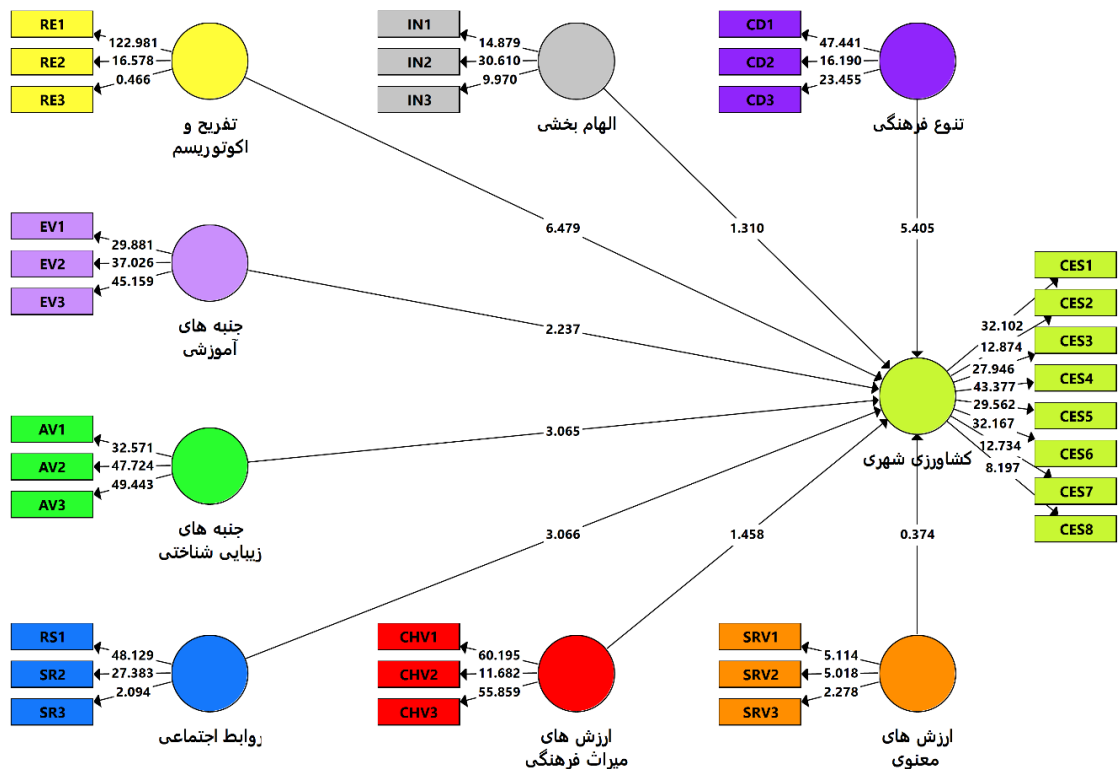 RE1
RE2
RE3
122.981
16.578
0.466
تفریح و
اکوتوریسم
IN1
IN2
IN3
14.879
30.610
9.970
الهام بخشی
CD1
CD2
CD3
47.441
16.190
23.455
تنوع فرهنگی
6.479
1.310
5.405
EV1
EV2
EV3
29.881
37.026
45.159
جنبه های
آموزشی
2.237
CES1
CES2
CES3
CES4
CES5
CES6
CES7
CES8
32.102
12.874
27.946
43.377
29.562
32.167
12.734
8.197
کشاورزی شهری
AV1
AV2
AV3
32.571
47.724
49.443
جنبه های
زیبایی شناختی
3.065
3.066
1.458
0.374
RS1
SR2
SR3
48.129
27.383
2.094
روابط اجتماعی
CHV1
CHV2
CHV3
60.195
11.682
55.859
ارزش های
میراث فرهنگی
SRV1
SRV2
SRV3
5.114
5.018
2.278
ارزش های
معنوی